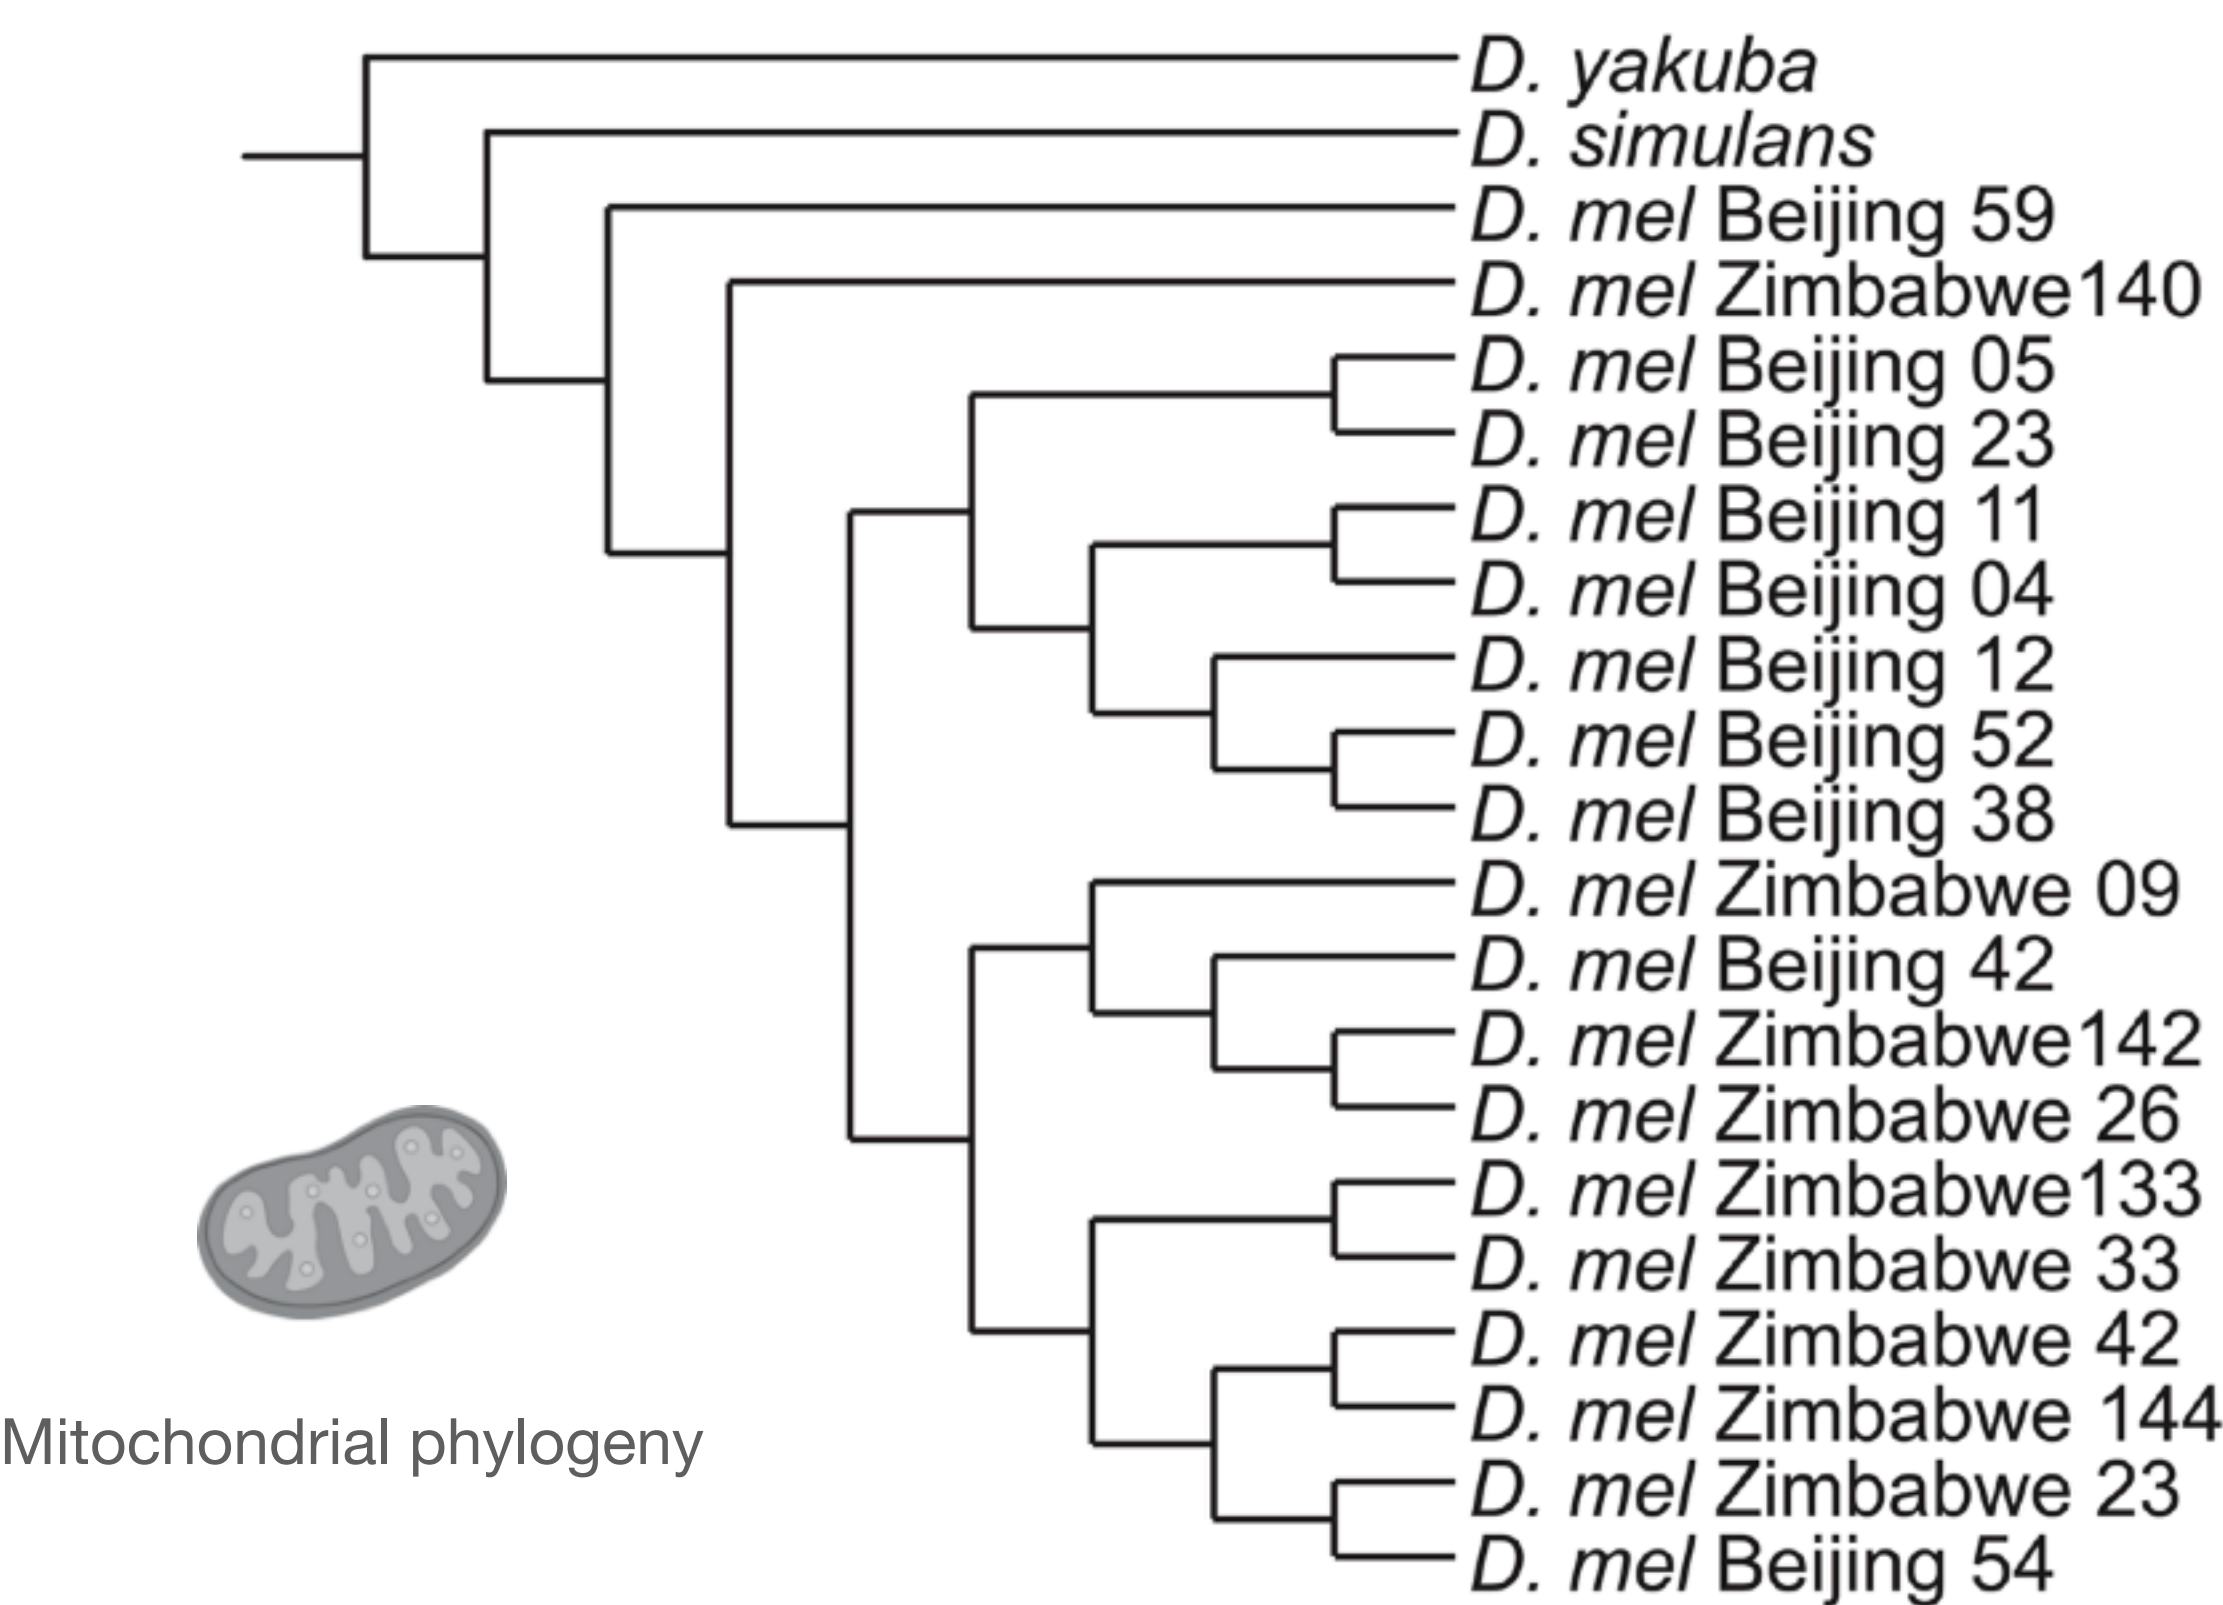 D. yakuba
D. simulans
D. mel Beijing 59
D. mel Zimbabwe140
D. mel Beijing 05
D. mel Beijing 23
D. mel Beijing 11
D. mel Beijing 04
D. mel Beijing 12
D. mel Beijing 52
D. mel Beijing 38
D. mel Zimbabwe 09
D. mel Beijing 42
D. mel Zimbabwe142
D. mel Zimbabwe 26
D. mel Zimbabwe133
D. mel Zimbabwe 33
D. mel Zimbabwe 42
D. mel Zimbabwe 144
D. mel Zimbabwe 23
D. mel Beijing 54
Mitochondrial phylogeny